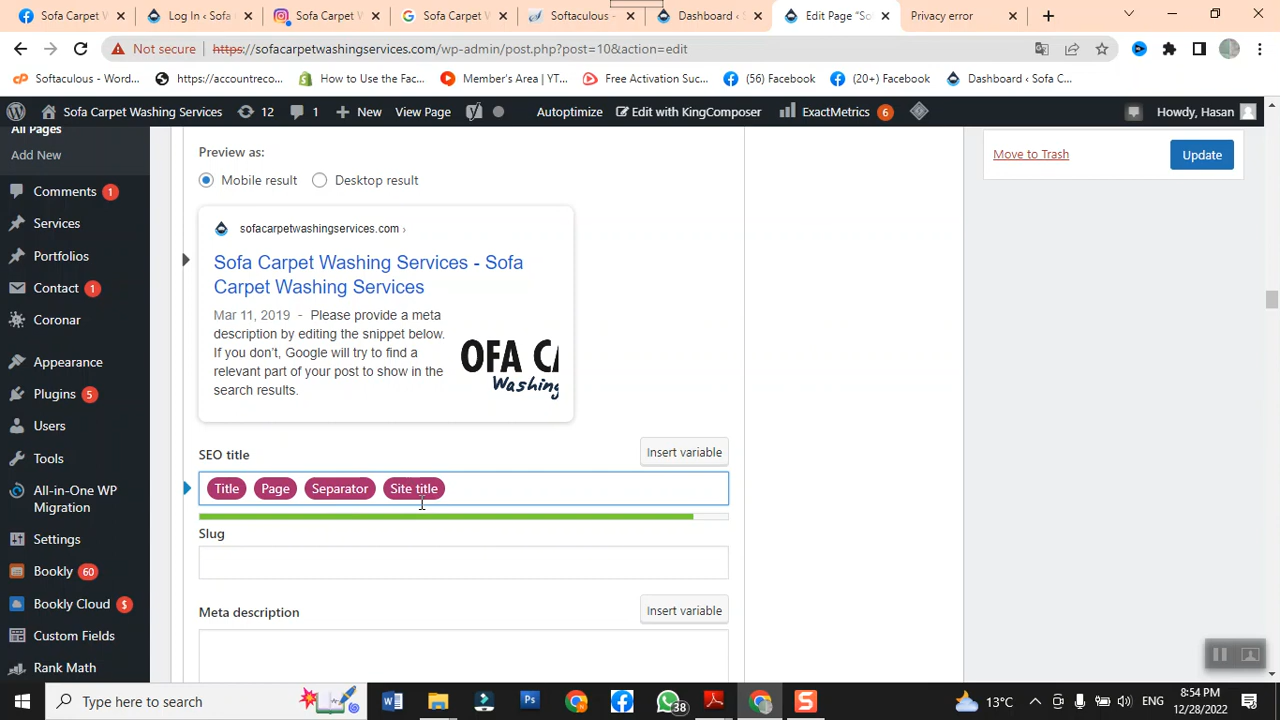 Sofa Carpet W
Log In ‹ Sofa
Sofa Carpet W
Sofa Carpet W
Softaculous -
Dashboard ‹ S
Edit Page "So
Privacy error
Not secure
https://sofacarpetwashingservices.com/wp-admin/post.php?post=10&action=edit
Softaculous - Word...
https://accountreco...
How to Use the Fac...
Member's Area | YT...
Free Activation Suc...
(56) Facebook
(20+) Facebook
Dashboard ‹ Sofa C...
Sofa Carpet Washing Services
12
1
New
View Page
Autoptimize
Edit with KingComposer
ExactMetrics
6
Howdy, Hasan
All Pages
Add New
Comments 1
Services
Portfolios
Contact 1
Coronar
Appearance
Plugins 5
Users
Tools
All-in-One WP
Migration
Settings
Bookly 60
Bookly Cloud $
Custom Fields
Rank Math
Preview as:
Mobile result
Desktop result
sofacarpetwashingservices.com ›
Sofa Carpet Washing Services - Sofa
Carpet Washing Services
Mar 11, 2019 - Please provide a meta
description by editing the snippet below.
If you don't, Google will try to find a
relevant part of your post to show in the
search results.
OFA CA
Washing
SEO title
Insert variable
Title
Page
Separator
Site title
Slug
Meta description
Insert variable
Move to Trash
Update
Type here to search
38
13°C
ENG
8:54 PM
12/28/2022